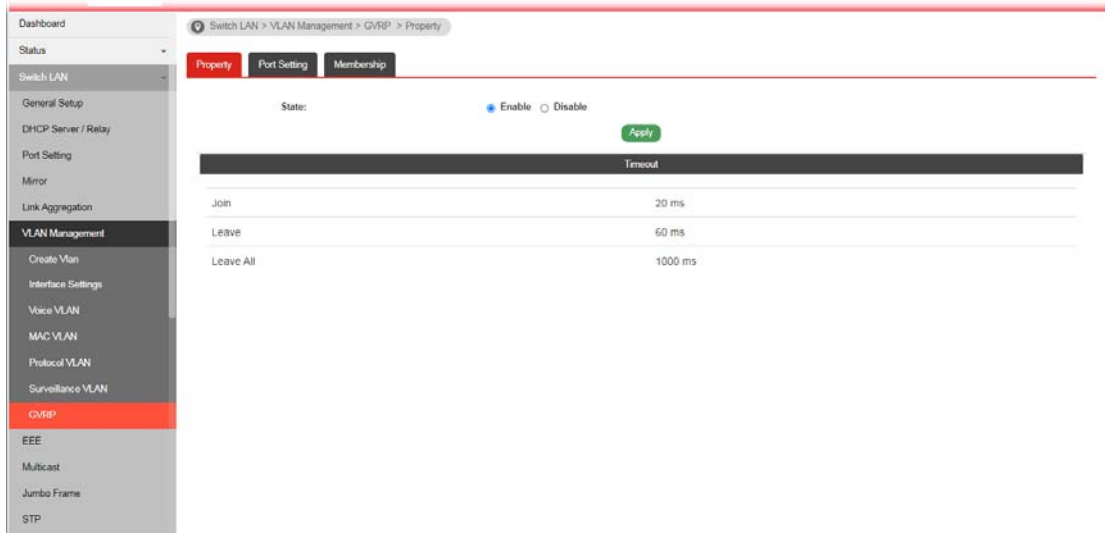 Dashboard
Status
Switch LAN
General Setup
DHCP Server / Relay
Port Setting
Mirror
Link Aggregation
VLAN Management
Create Vlan
Interface Settings
Voice VLAN
MAC VLAN
Protocol VLAN
Surveillance VLAN
GVRP
EEE
Multicast
Jumbo Frame
STP
Switch LAN > VLAN Management > GVRP > Property
Property Port Setting Membership
State: Enable Disable
Apply
Timeout
Join 20 ms
Leave 60 ms
Leave All 1000 ms